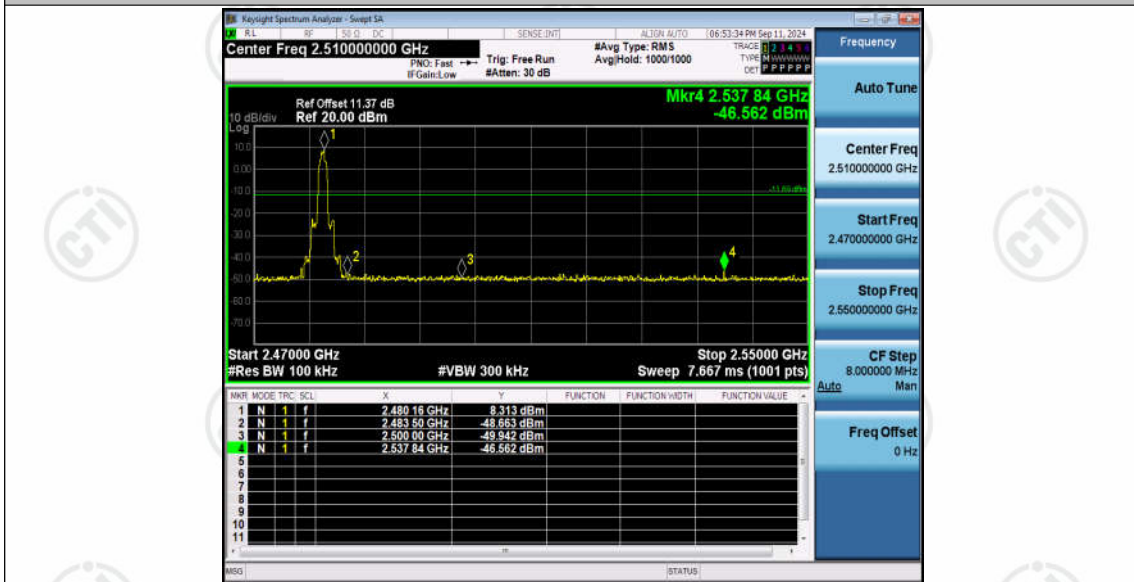 Keysight Spectrum Analyzer - Swept SA
RL RF 50 Ω DC SENSE:INT ALIGN AUTO 06:53:34 PM Sep 11, 2024
Center Freq 2.510000000 GHz
PNO: Fast
IFGain:Low
Trig: Free Run
#Atten: 30 dB
#Avg Type: RMS
Avg|Hold: 1000/1000
TRACE 1 2 3 4 5 6
TYPE M W W W W W
DET P P P P P P
Frequency
Auto Tune
Center Freq
2.510000000 GHz
Start Freq
2.470000000 GHz
Stop Freq
2.550000000 GHz
CF Step
8.000000 MHz
Auto Man
Freq Offset
0 Hz
Mkr4 2.537 84 GHz
-46.562 dBm
Ref Offset 11.37 dB
10 dB/div Ref 20.00 dBm
Log
10.0
0.00
-10.0
-20.0
-30.0
-40.0
-50.0
-60.0
-70.0
1
2
3
4
-11.69 dBm
Start 2.47000 GHz Stop 2.55000 GHz
#Res BW 100 kHz #VBW 300 kHz Sweep 7.667 ms (1001 pts)
MKR MODE TRC SCL X Y FUNCTION FUNCTION WIDTH FUNCTION VALUE
1 N 1 f 2.480 16 GHz 8.313 dBm
2 N 1 f 2.483 50 GHz -48.663 dBm
3 N 1 f 2.500 00 GHz -49.942 dBm
4 N 1 f 2.537 84 GHz -46.562 dBm
5
6
7
8
9
10
11
MSG STATUS
CTI
CTI